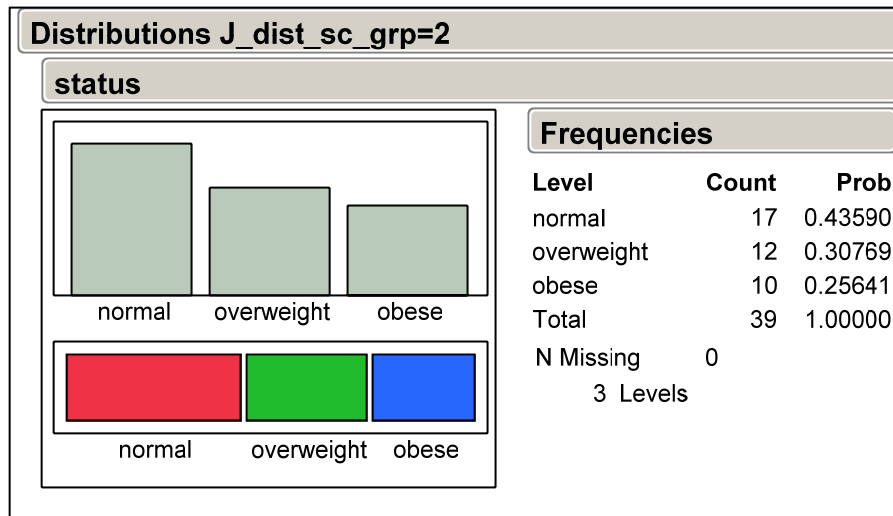 Distributions J_dist_sc_grp=2
status
normal overweight obese
normal overweight obese
Frequencies
Level Count Prob
normal 17 0.43590
overweight 12 0.30769
obese 10 0.25641
Total 39 1.00000
N Missing 0
3 Levels